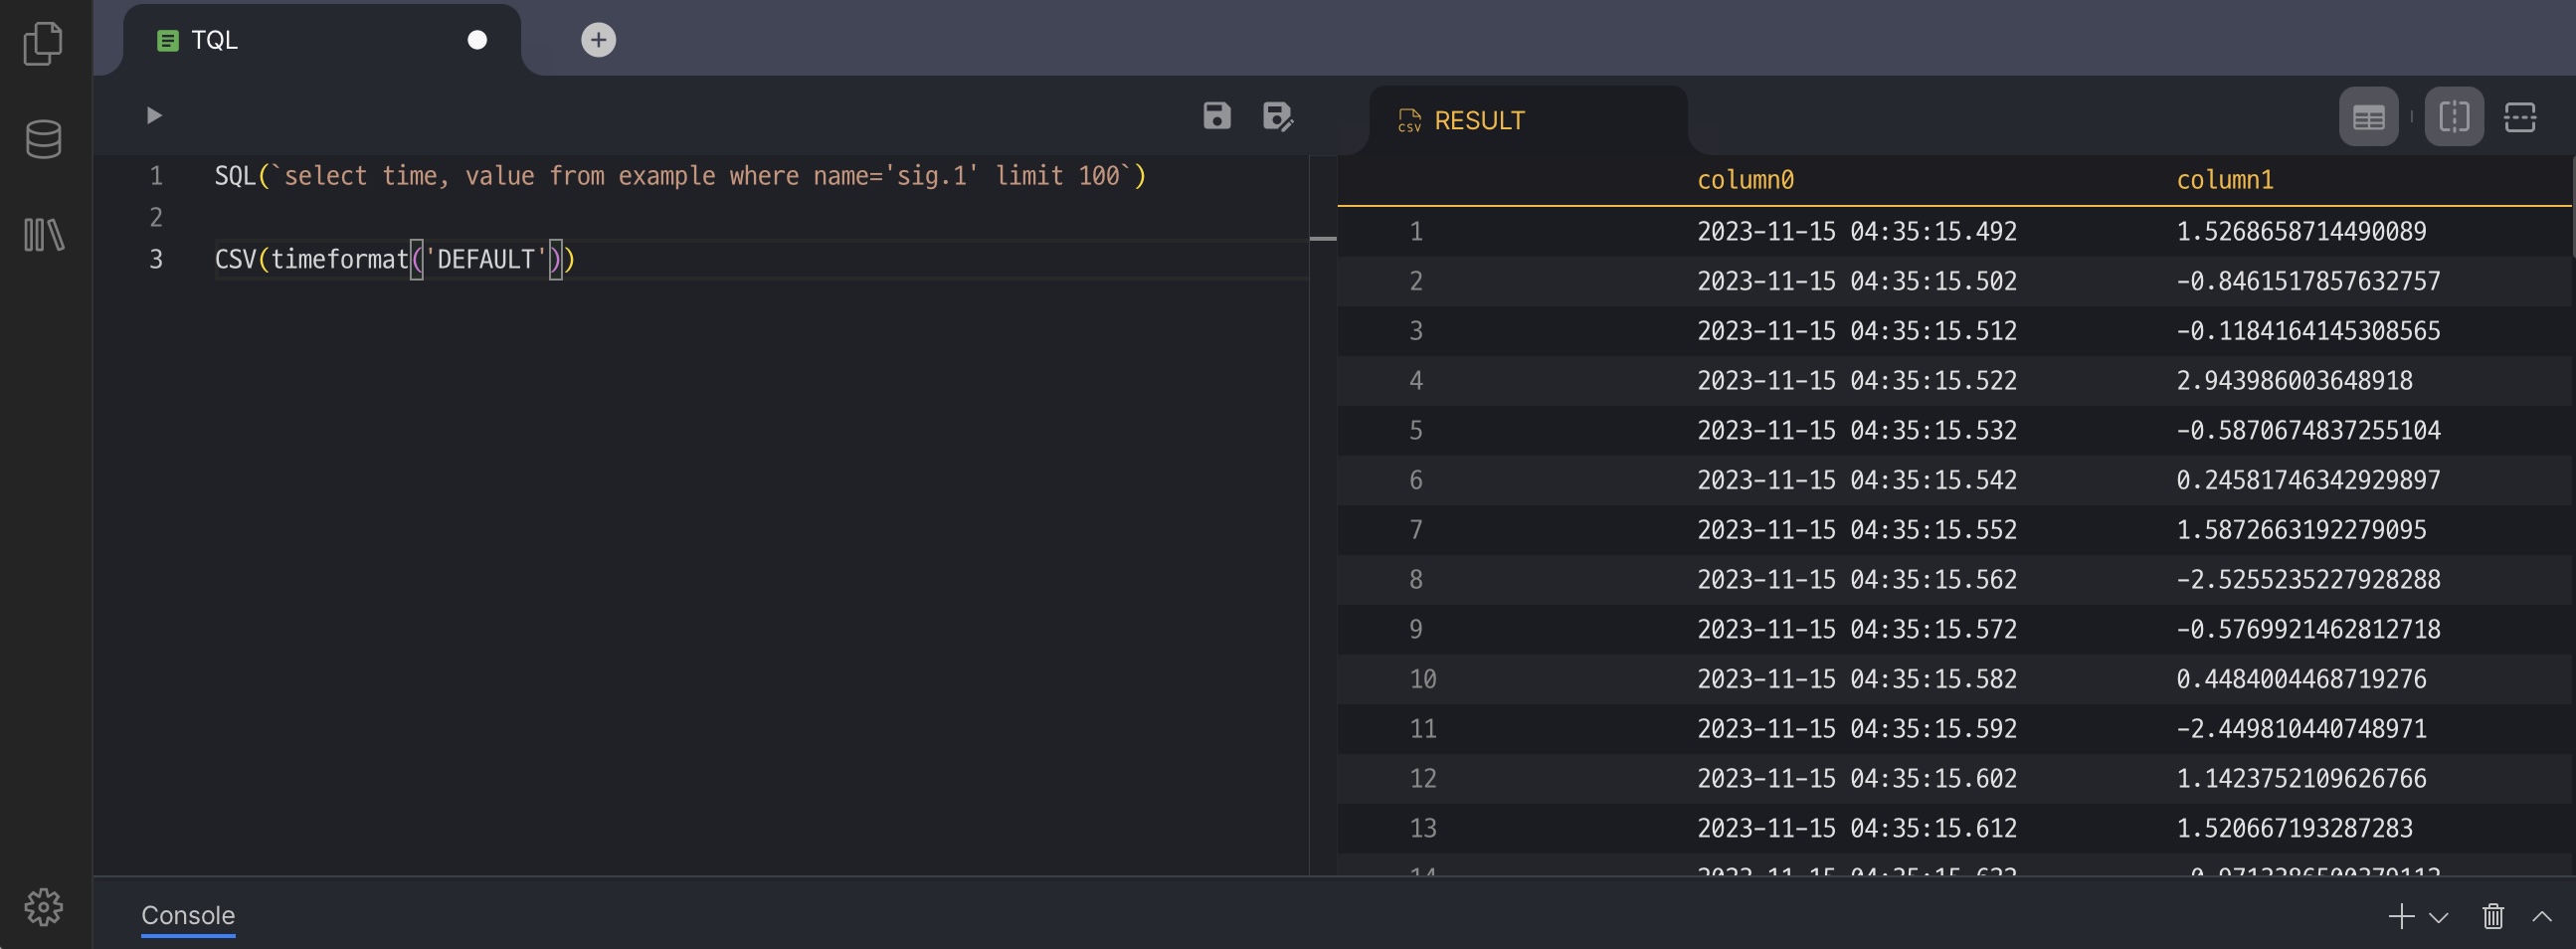 TQL
RESULT
CSV
1 SQL(`select time, value from example where name='sig.1' limit 100`)
2
3 CSV(timeformat('DEFAULT'))
column0 column1
1 2023-11-15 04:35:15.492 1.5268658714490089
2 2023-11-15 04:35:15.502 -0.8461517857632757
3 2023-11-15 04:35:15.512 -0.1184164145308565
4 2023-11-15 04:35:15.522 2.943986003648918
5 2023-11-15 04:35:15.532 -0.5870674837255104
6 2023-11-15 04:35:15.542 0.24581746342929897
7 2023-11-15 04:35:15.552 1.5872663192279095
8 2023-11-15 04:35:15.562 -2.5255235227928288
9 2023-11-15 04:35:15.572 -0.5769921462812718
10 2023-11-15 04:35:15.582 0.4484004468719276
11 2023-11-15 04:35:15.592 -2.449810440748971
12 2023-11-15 04:35:15.602 1.1423752109626766
13 2023-11-15 04:35:15.612 1.520667193287283
14 2023-11-15
Console